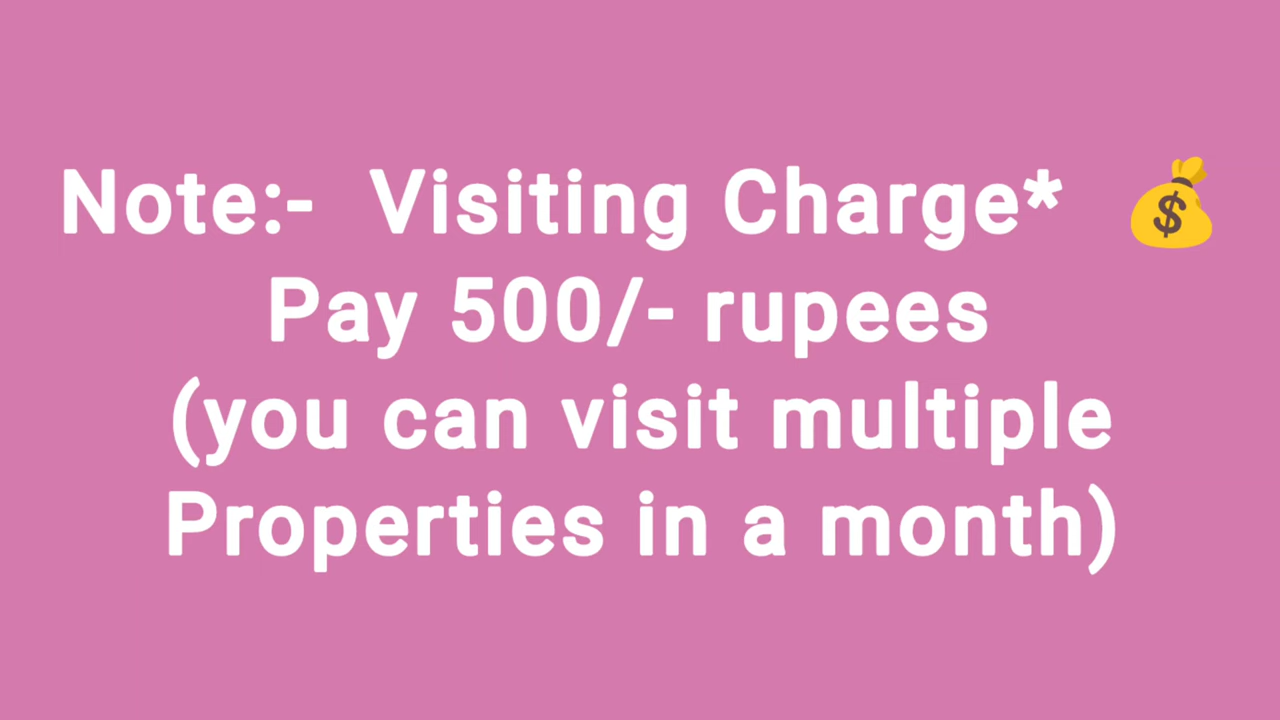 Note:- Visiting Charge* 💰
Pay 500/- rupees
(you can visit multiple
Properties in a month)